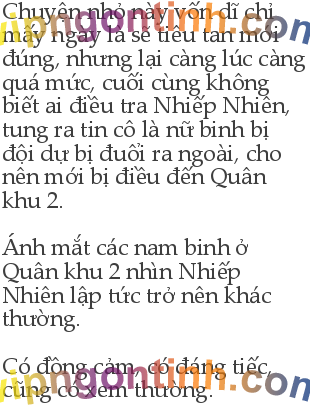 Chuyện nhỏ này vốn dĩ chỉ
mấy ngày là sẽ tiêu tan mới
đúng, nhưng lại càng lúc càng
quá mức, cuối cùng không
biết ai điều tra Nhiếp Nhiên,
tung ra tin cô là nữ binh bị
đội dự bị đuổi ra ngoài, cho
nên mới bị điều đến Quân
khu 2.
Ánh mắt các nam binh ở
Quân khu 2 nhìn Nhiếp
Nhiên lập tức trở nên khác
thường.
Có đồng cảm, có đáng tiếc,
cũng có xem thường.
vipngontinh.com
vipngontinh.com